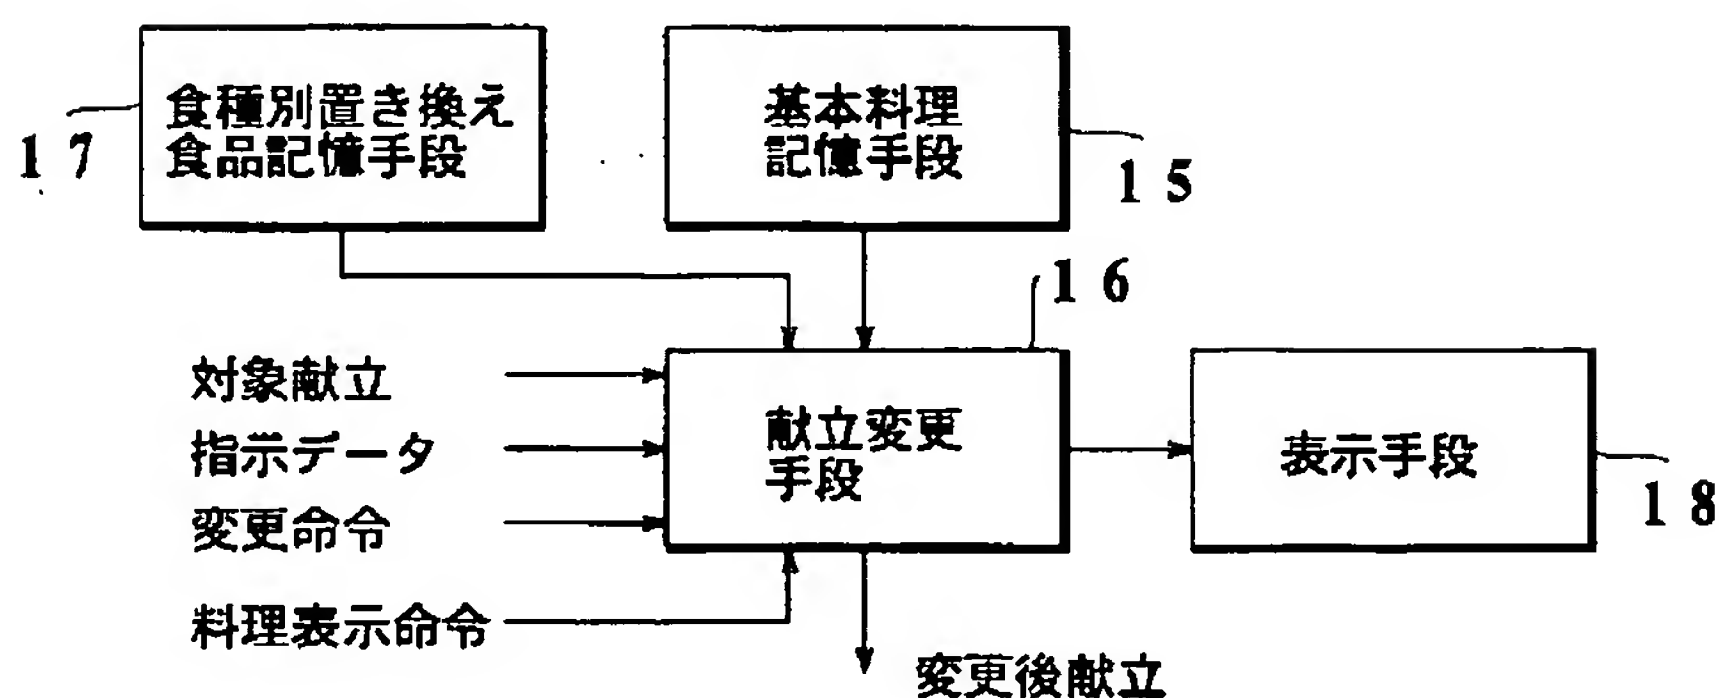 食種別置き換え
食品記憶手段
基本料理
記憶手段
17
15
16
対象献立
指示データ
変更命令
料理表示命令
献立変更
手段
表示手段
18
変更後献立